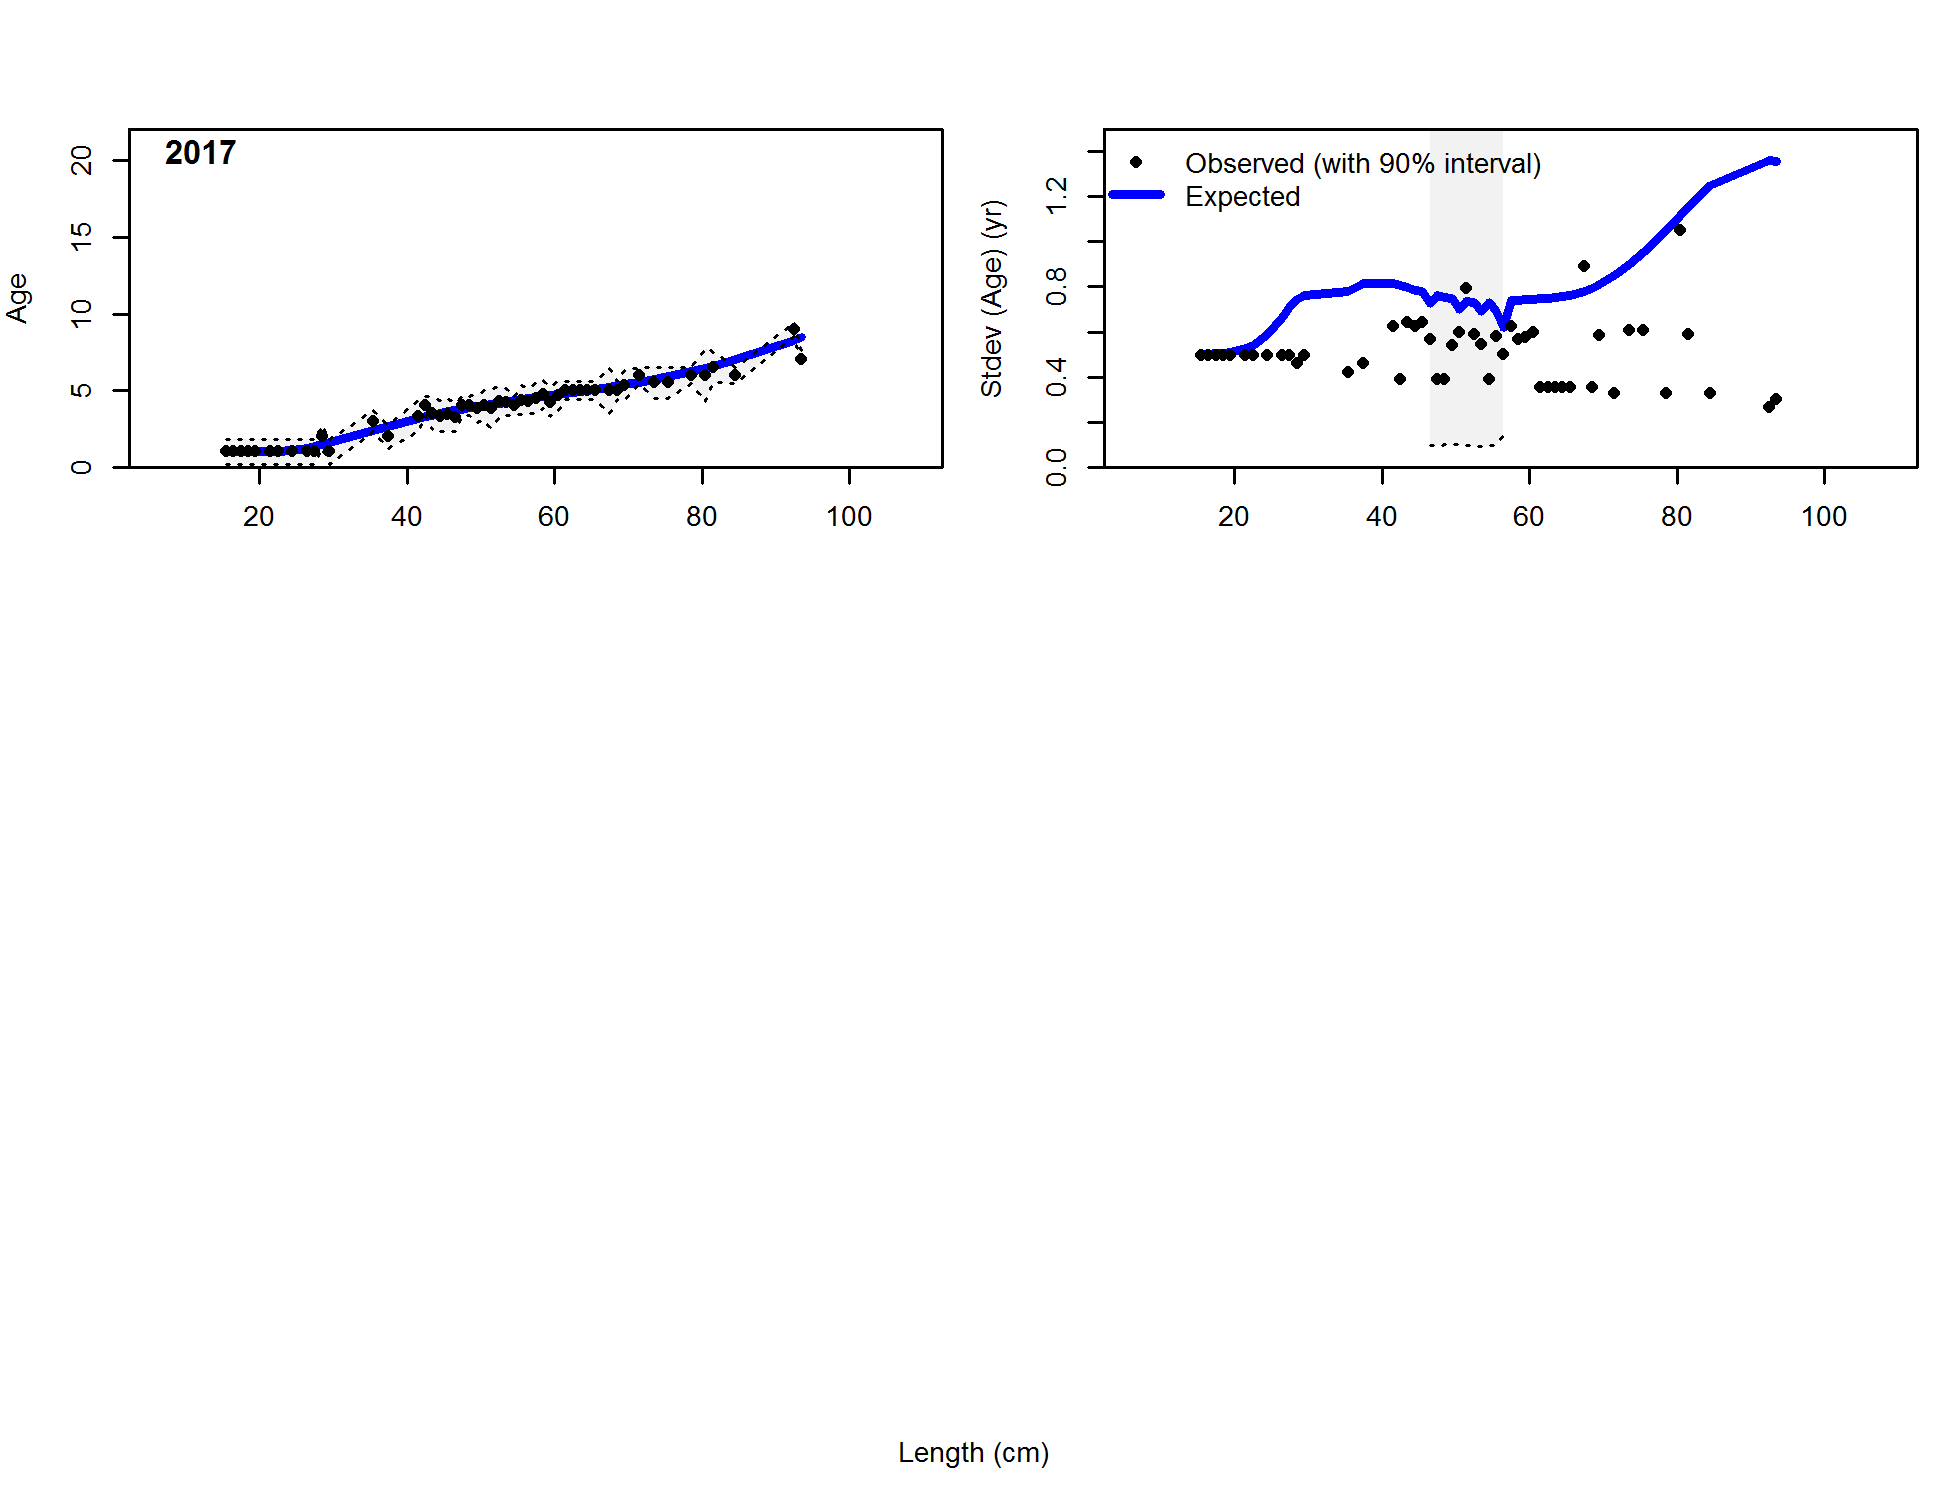 2017
Age
0 5 10 15 20
20 40 60 80 100
Observed (with 90% interval)
Expected
Stdev (Age) (yr)
0.0 0.4 0.8 1.2
20 40 60 80 100
Length (cm)